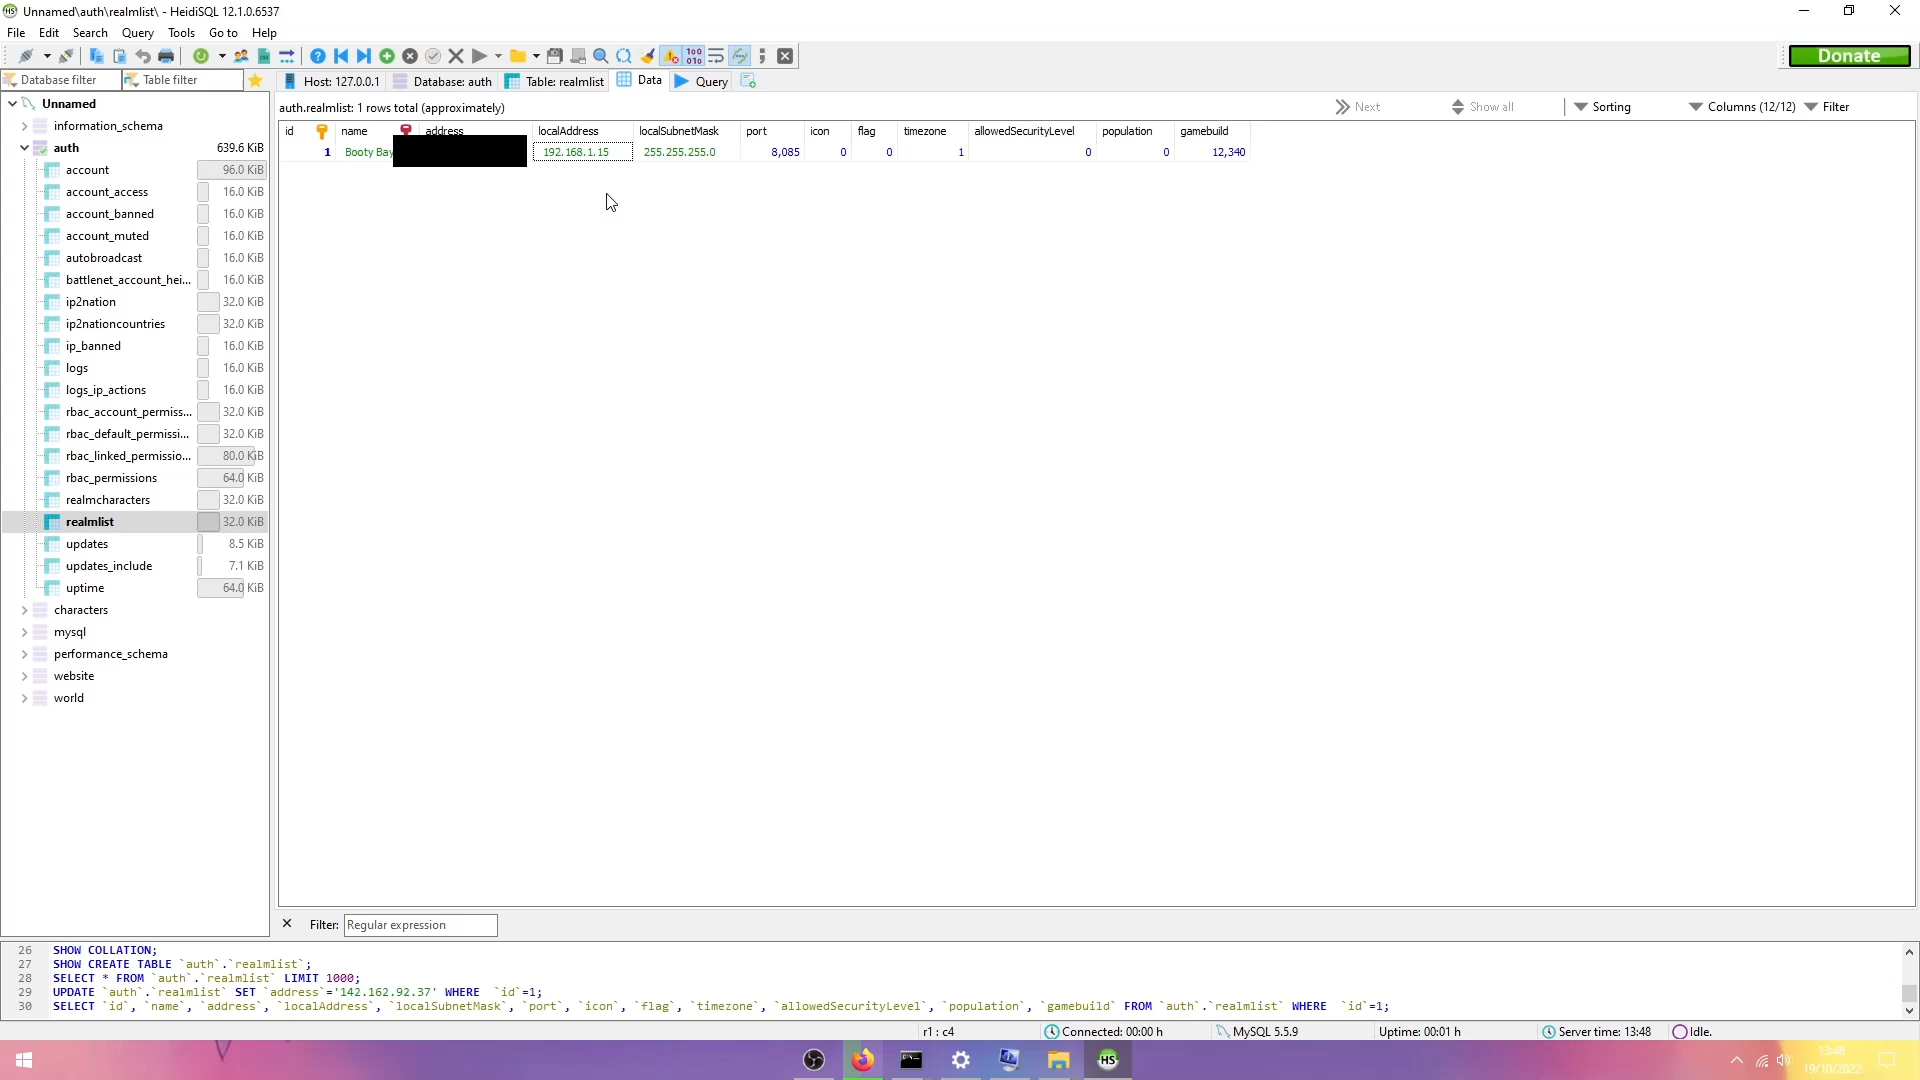 Unnamed\auth\realmlist\ - HeidiSQL 12.1.0.6537
File Edit Search Query Tools Go to Help
Donate
Database filter Table filter Host: 127.0.0.1 Database: auth Table: realmlist Data Query
auth.realmlist: 1 rows total (approximately) Next Show all Sorting Columns (12/12) Filter
id name address localAddress localSubnetMask port icon flag timezone allowedSecurityLevel population gamebuild
1 Booty Bay 192.168.1.15 255.255.255.0 8,085 0 0 1 0 0 12,340
Unnamed
information_schema
auth 639.6 KiB
account 96.0 KiB
account_access 16.0 KiB
account_banned 16.0 KiB
account_muted 16.0 KiB
autobroadcast 16.0 KiB
battlenet_account_hei... 16.0 KiB
ip2nation 32.0 KiB
ip2nationcountries 32.0 KiB
ip_banned 16.0 KiB
logs 16.0 KiB
logs_ip_actions 16.0 KiB
rbac_account_permiss... 32.0 KiB
rbac_default_permissi... 32.0 KiB
rbac_linked_permissio... 80.0 KiB
rbac_permissions 64.0 KiB
realmcharacters 32.0 KiB
realmlist 32.0 KiB
updates 8.5 KiB
updates_include 7.1 KiB
uptime 64.0 KiB
characters
mysql
performance_schema
website
world
Filter: Regular expression
26 SHOW COLLATION;
27 SHOW CREATE TABLE `auth`.`realmlist`;
28 SELECT * FROM `auth`.`realmlist` LIMIT 1000;
29 UPDATE `auth`.`realmlist` SET `address`='142.162.92.37' WHERE  `id`=1;
30 SELECT `id`, `name`, `address`, `localAddress`, `localSubnetMask`, `port`, `icon`, `flag`, `timezone`, `allowedSecurityLevel`, `population`, `gamebuild` FROM `auth`.`realmlist` WHERE  `id`=1;
r1 : c4 Connected: 00:00 h MySQL 5.5.9 Uptime: 00:01 h Server time: 13:48 Idle.
HS
13:48
19/10/2022